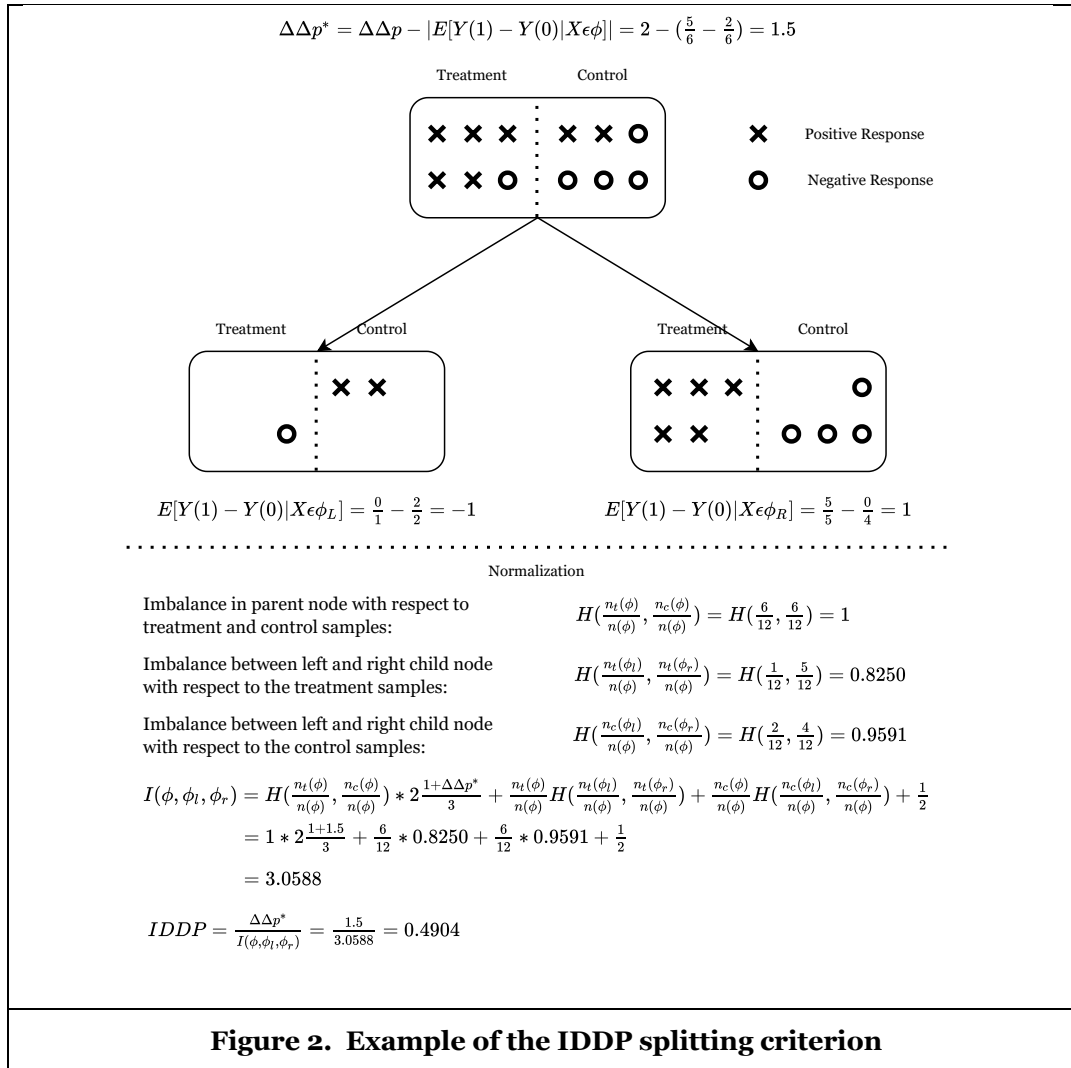 ΔΔp* = ΔΔp − |E[Y(1) − Y(0)|Xϵϕ]| = 2 − (5/6 − 2/6) = 1.5
Treatment Control
Positive Response
Negative Response
Treatment Control
Treatment Control
E[Y(1) − Y(0)|Xϵϕ_L] = 0/1 − 2/2 = −1
E[Y(1) − Y(0)|Xϵϕ_R] = 5/5 − 0/4 = 1
Normalization
Imbalance in parent node with respect to
treatment and control samples:
H(n_t(ϕ)/n(ϕ), n_c(ϕ)/n(ϕ)) = H(6/12, 6/12) = 1
Imbalance between left and right child node
with respect to the treatment samples:
H(n_t(ϕ_l)/n(ϕ), n_t(ϕ_r)/n(ϕ)) = H(1/12, 5/12) = 0.8250
Imbalance between left and right child node
with respect to the control samples:
H(n_c(ϕ_l)/n(ϕ), n_c(ϕ_r)/n(ϕ)) = H(2/12, 4/12) = 0.9591
I(ϕ, ϕ_l, ϕ_r) = H(n_t(ϕ)/n(ϕ), n_c(ϕ)/n(ϕ)) * 2 (1+ΔΔp*)/3 + n_t(ϕ)/n(ϕ) H(n_t(ϕ_l)/n(ϕ), n_t(ϕ_r)/n(ϕ)) + n_c(ϕ)/n(ϕ) H(n_c(ϕ_l)/n(ϕ), n_c(ϕ_r)/n(ϕ)) + 1/2
= 1 * 2 (1+1.5)/3 + 6/12 * 0.8250 + 6/12 * 0.9591 + 1/2
= 3.0588
IDDP = ΔΔp*/I(ϕ,ϕ_l,ϕ_r) = 1.5/3.0588 = 0.4904
Figure 2. Example of the IDDP splitting criterion